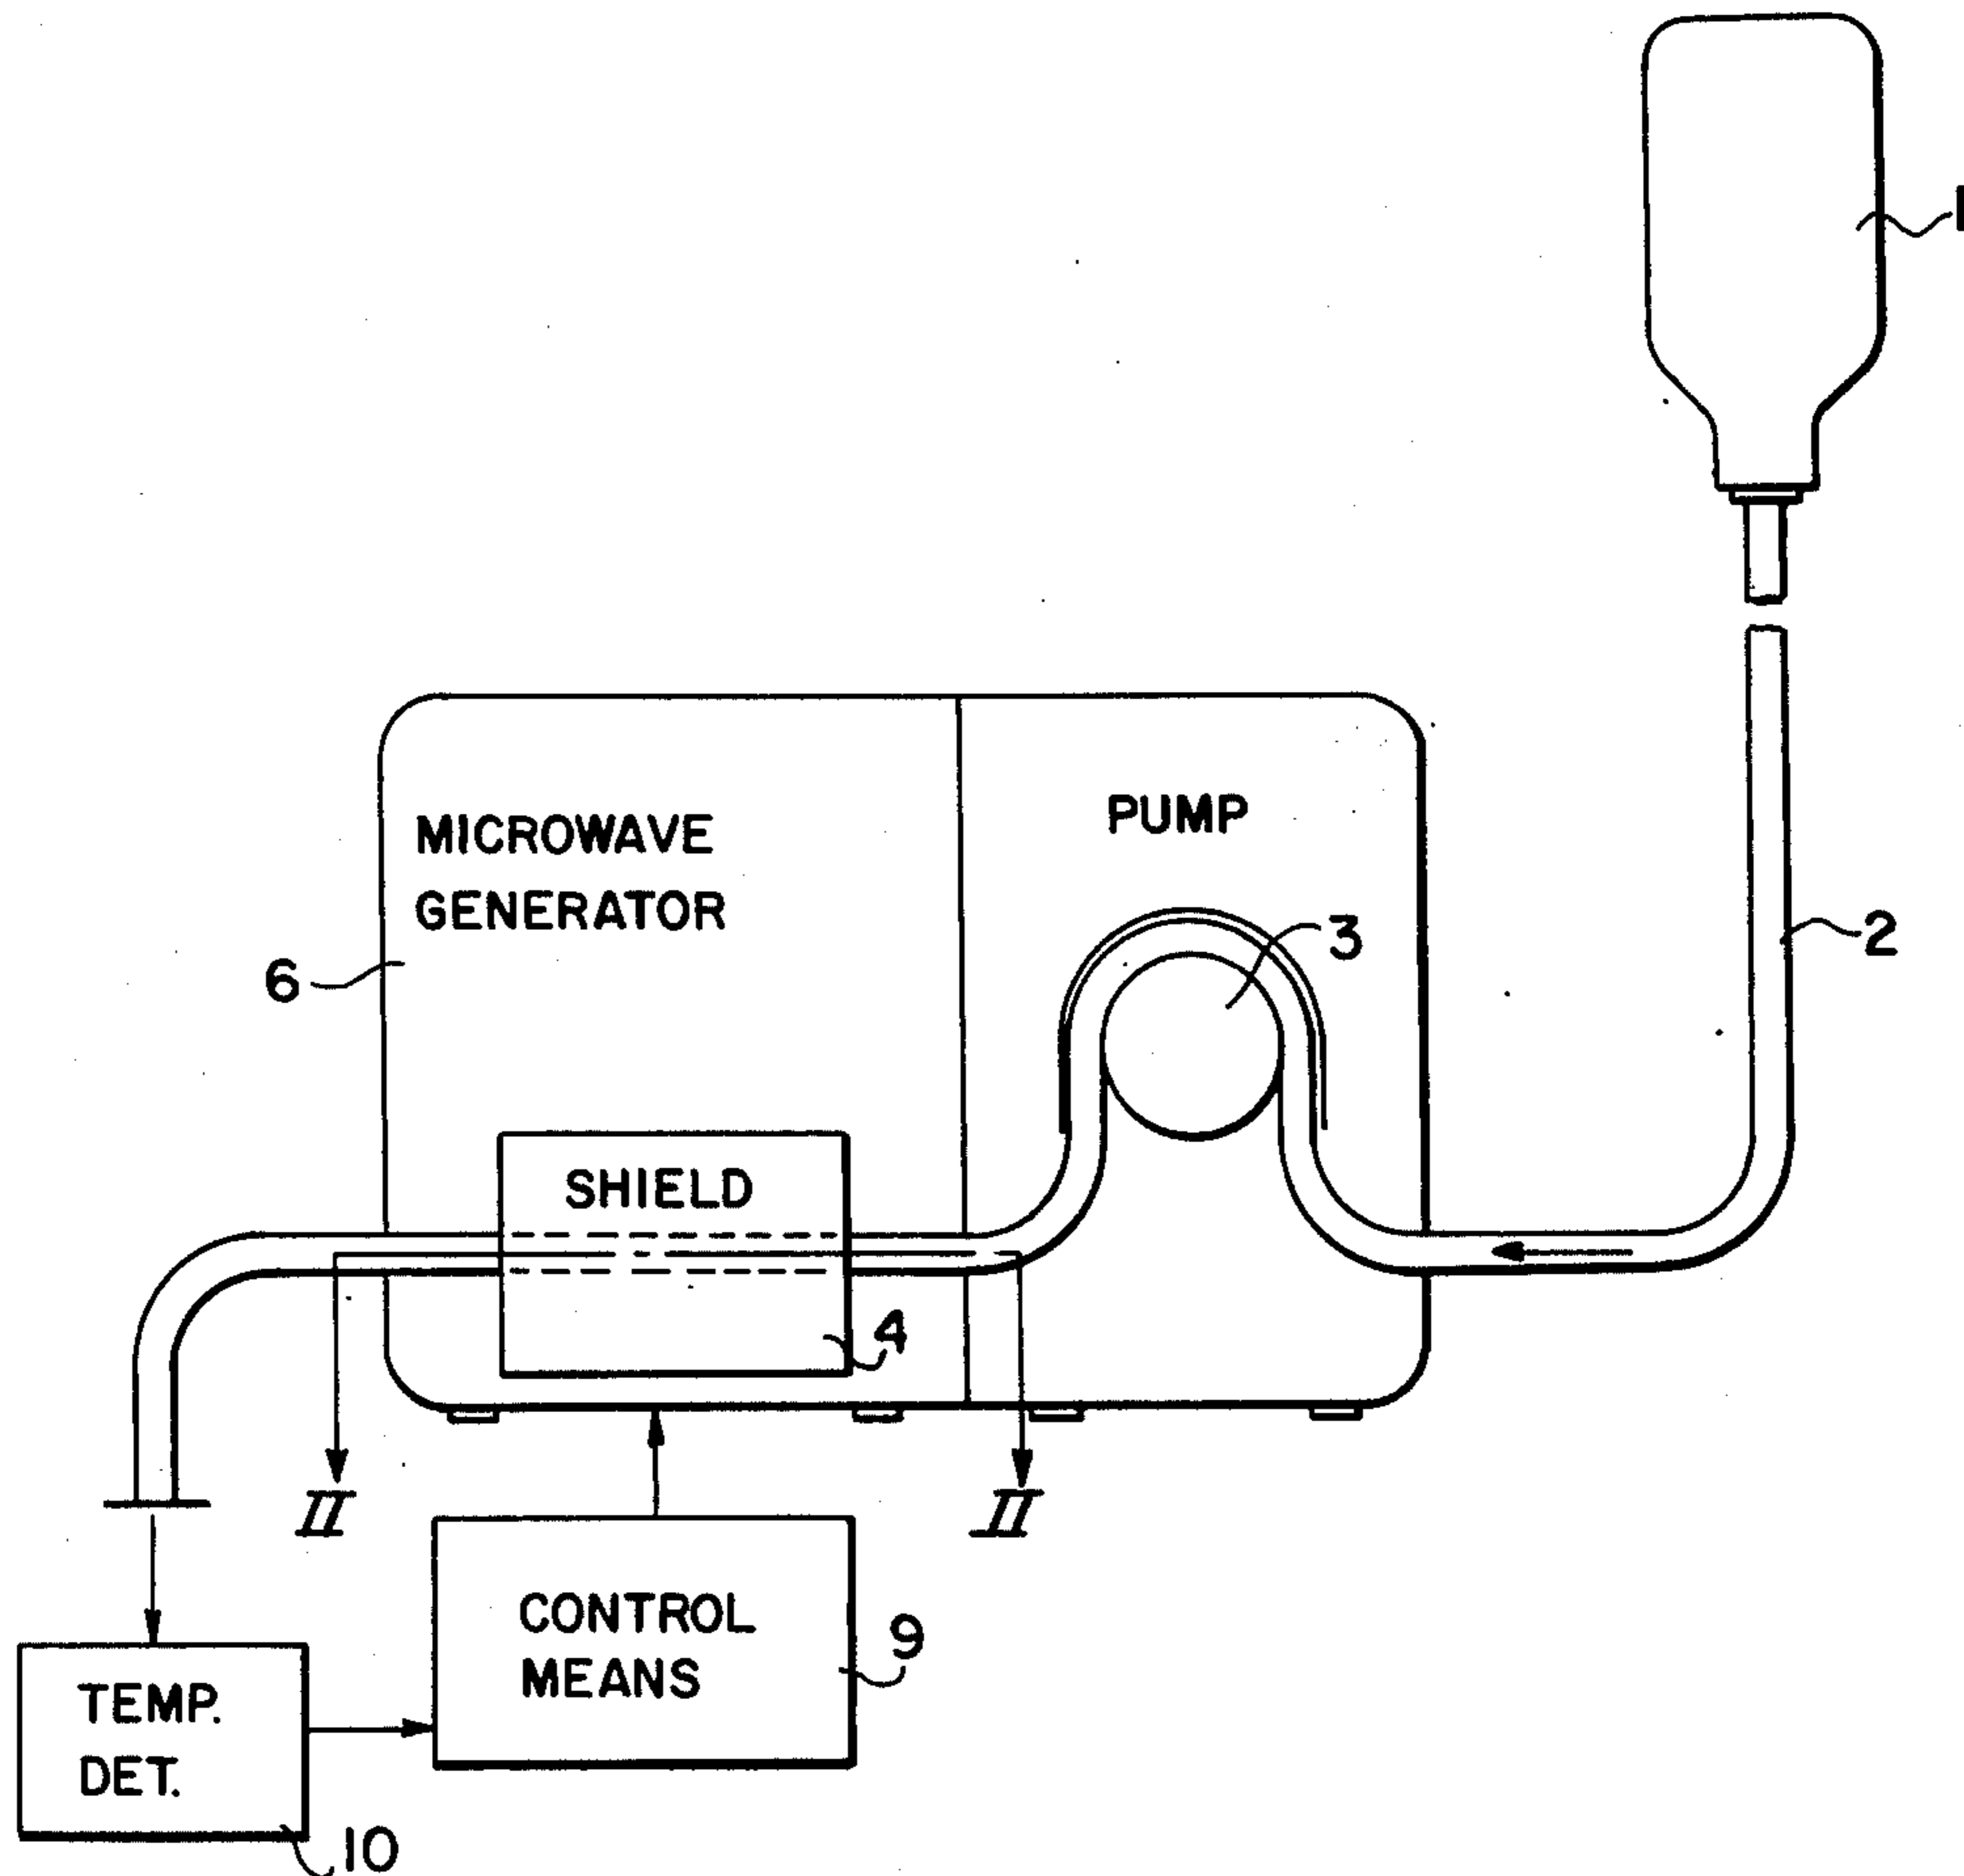 1
MICROWAVE
GENERATOR
PUMP
2
3
6
SHIELD
4
II
II
CONTROL
MEANS
9
TEMP.
DET.
10